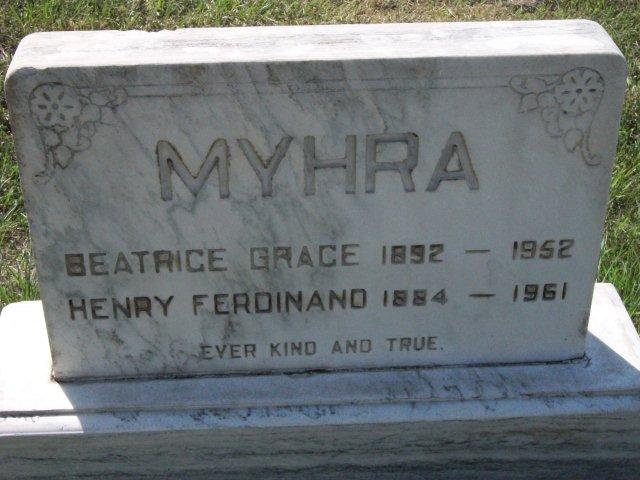 MYHRA
BEATRICE GRACE 1892 — 1952
HENRY FERDINAND 1884 — 1961
EVER KIND AND TRUE.